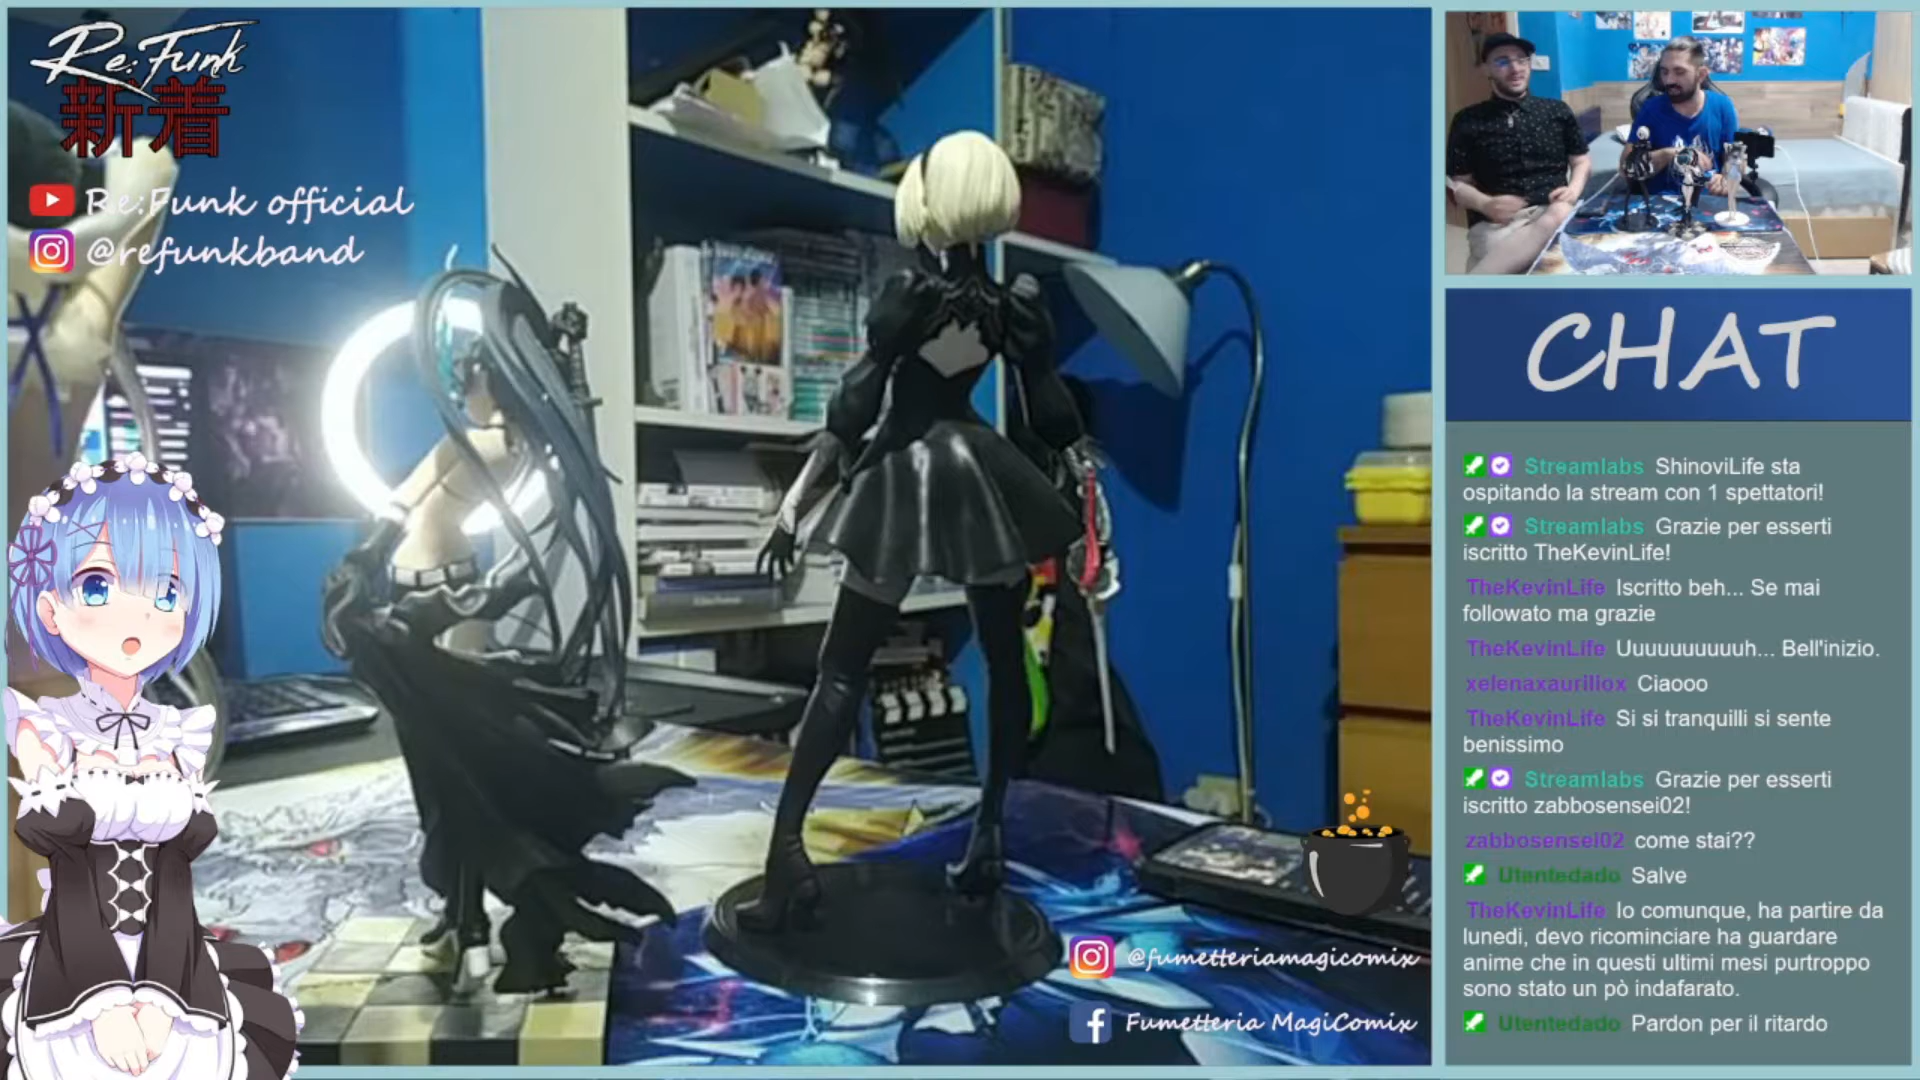 Re:Funk
新着
Re:Funk official
@refunkband
CHAT
Streamlabs ShinoviLife sta
ospitando la stream con 1 spettatori!
Streamlabs Grazie per esserti
iscritto TheKevinLife!
TheKevinLife Iscritto beh... Se mai
followato ma grazie
TheKevinLife Uuuuuuuuuuh... Bell'inizio.
xelenaxaurillox Ciaooo
TheKevinLife Si si tranquilli si sente
benissimo
Streamlabs Grazie per esserti
iscritto zabbosensei02!
zabbosensei02 come stai??
Utentedado Salve
TheKevinLife Io comunque, ha partire da
lunedi, devo ricominciare ha guardare
anime che in questi ultimi mesi purtroppo
sono stato un pò indafarato.
Utentedado Pardon per il ritardo
@fumetteriamagicomix
Fumetteria MagiComix